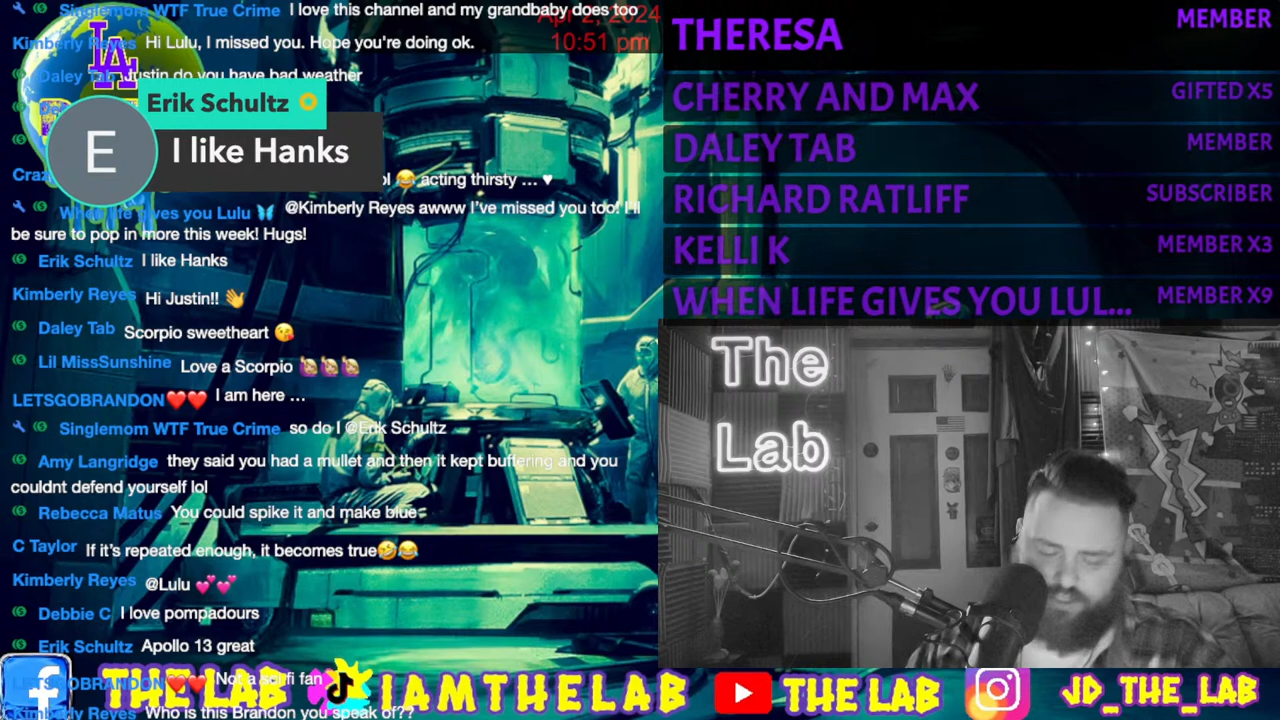 Singlemom WTF True Crime I love this channel and my grandbaby does too
Apr 2, 2024
10:51 pm
Kimberly Reyes Hi Lulu, I missed you. Hope you're doing ok.
LA
Daley Tab Justin do you have bad weather
Erik Schultz
E
I like Hanks
Craz
acting thirsty … ♥
When life gives you Lulu 🦋 @Kimberly Reyes awww I've missed you too! I'll
be sure to pop in more this week! Hugs!
Erik Schultz I like Hanks
Kimberly Reyes Hi Justin!! 👋
Daley Tab Scorpio sweetheart 😘
Lil MissSunshine Love a Scorpio
LETSGOBRANDON❤️❤️ I am here …
Singlemom WTF True Crime so do I @Erik Schultz
Amy Langridge they said you had a mullet and then it kept buffering and you
couldnt defend yourself lol
Rebecca Matus You could spike it and make blue
C Taylor If it's repeated enough, it becomes true🤣😂
Kimberly Reyes @Lulu 💕💕
Debbie C I love pompadours
Erik Schultz Apollo 13 great
LETSGOBRANDON❤️❤️ Not a scifi fan
Kimberly Reyes Who is this Brandon you speak of??
THERESA MEMBER
CHERRY AND MAX GIFTED X5
DALEY TAB MEMBER
RICHARD RATLIFF SUBSCRIBER
KELLI K MEMBER X3
WHEN LIFE GIVES YOU LUL... MEMBER X9
The
Lab
THE LAB IAMTHELAB THE LAB JD_THE_LAB